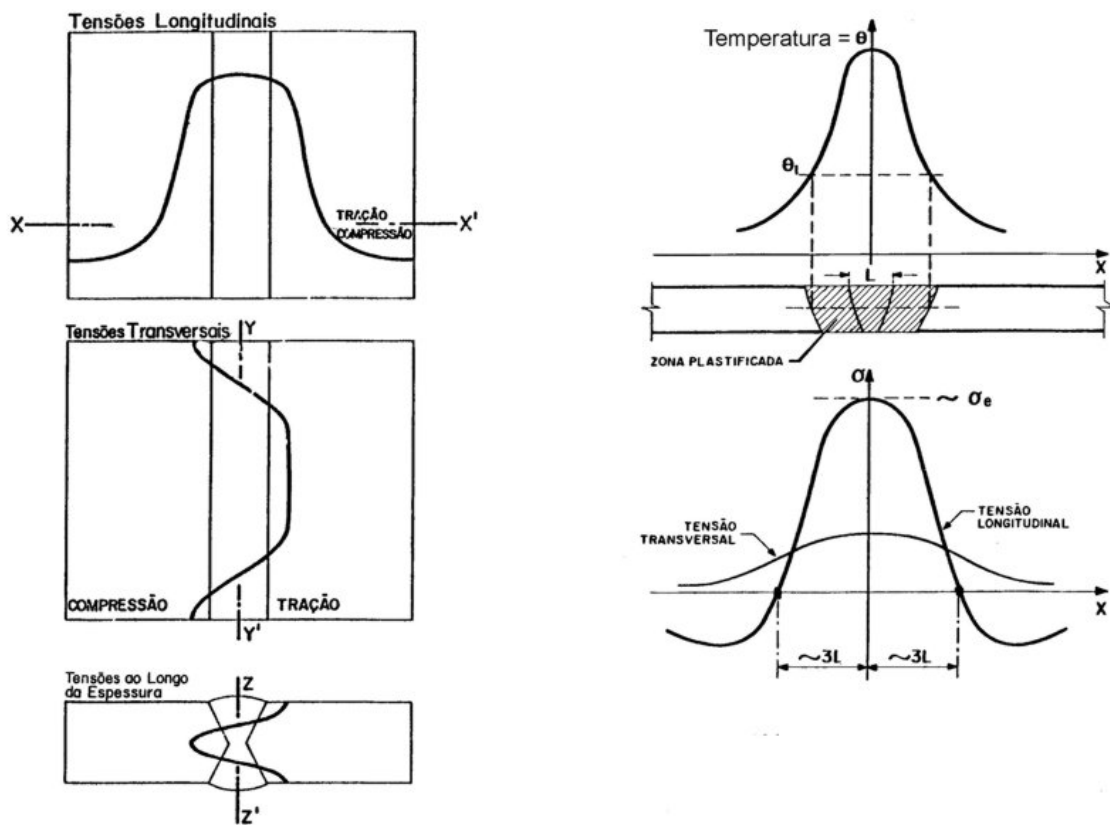 Tensões Longitudinais
X
TRAÇÃO
COMPRESSÃO
X'
Tensões Transversais
Y
COMPRESSÃO
TRAÇÃO
Y'
Tensões ao Longo
da Espessura
Z
Z'
Temperatura = θ
θ₁
X
L
ZONA PLASTIFICADA
σ
~ σe
TENSÃO
TRANSVERSAL
TENSÃO
LONGITUDINAL
X
~3L
~3L